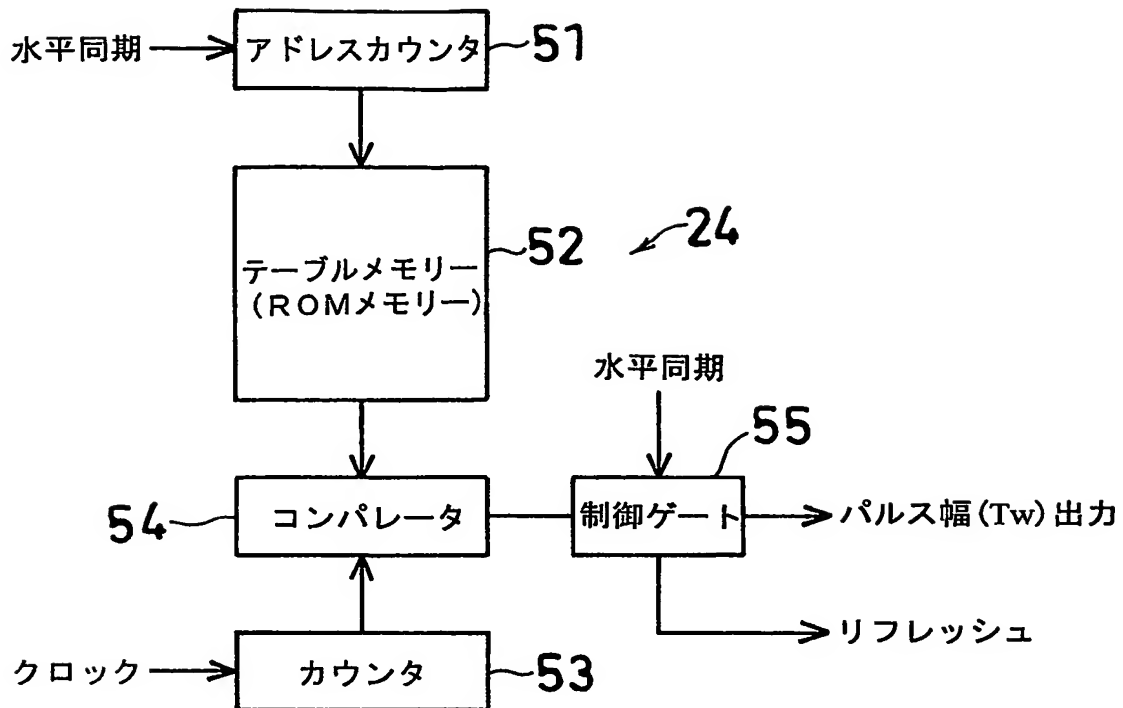 水平同期
アドレスカウンタ
51
テーブルメモリー
(ROMメモリー)
52
24
水平同期
55
54
コンパレータ
制御ゲート
パルス幅(Tw)出力
リフレッシュ
クロック
カウンタ
53